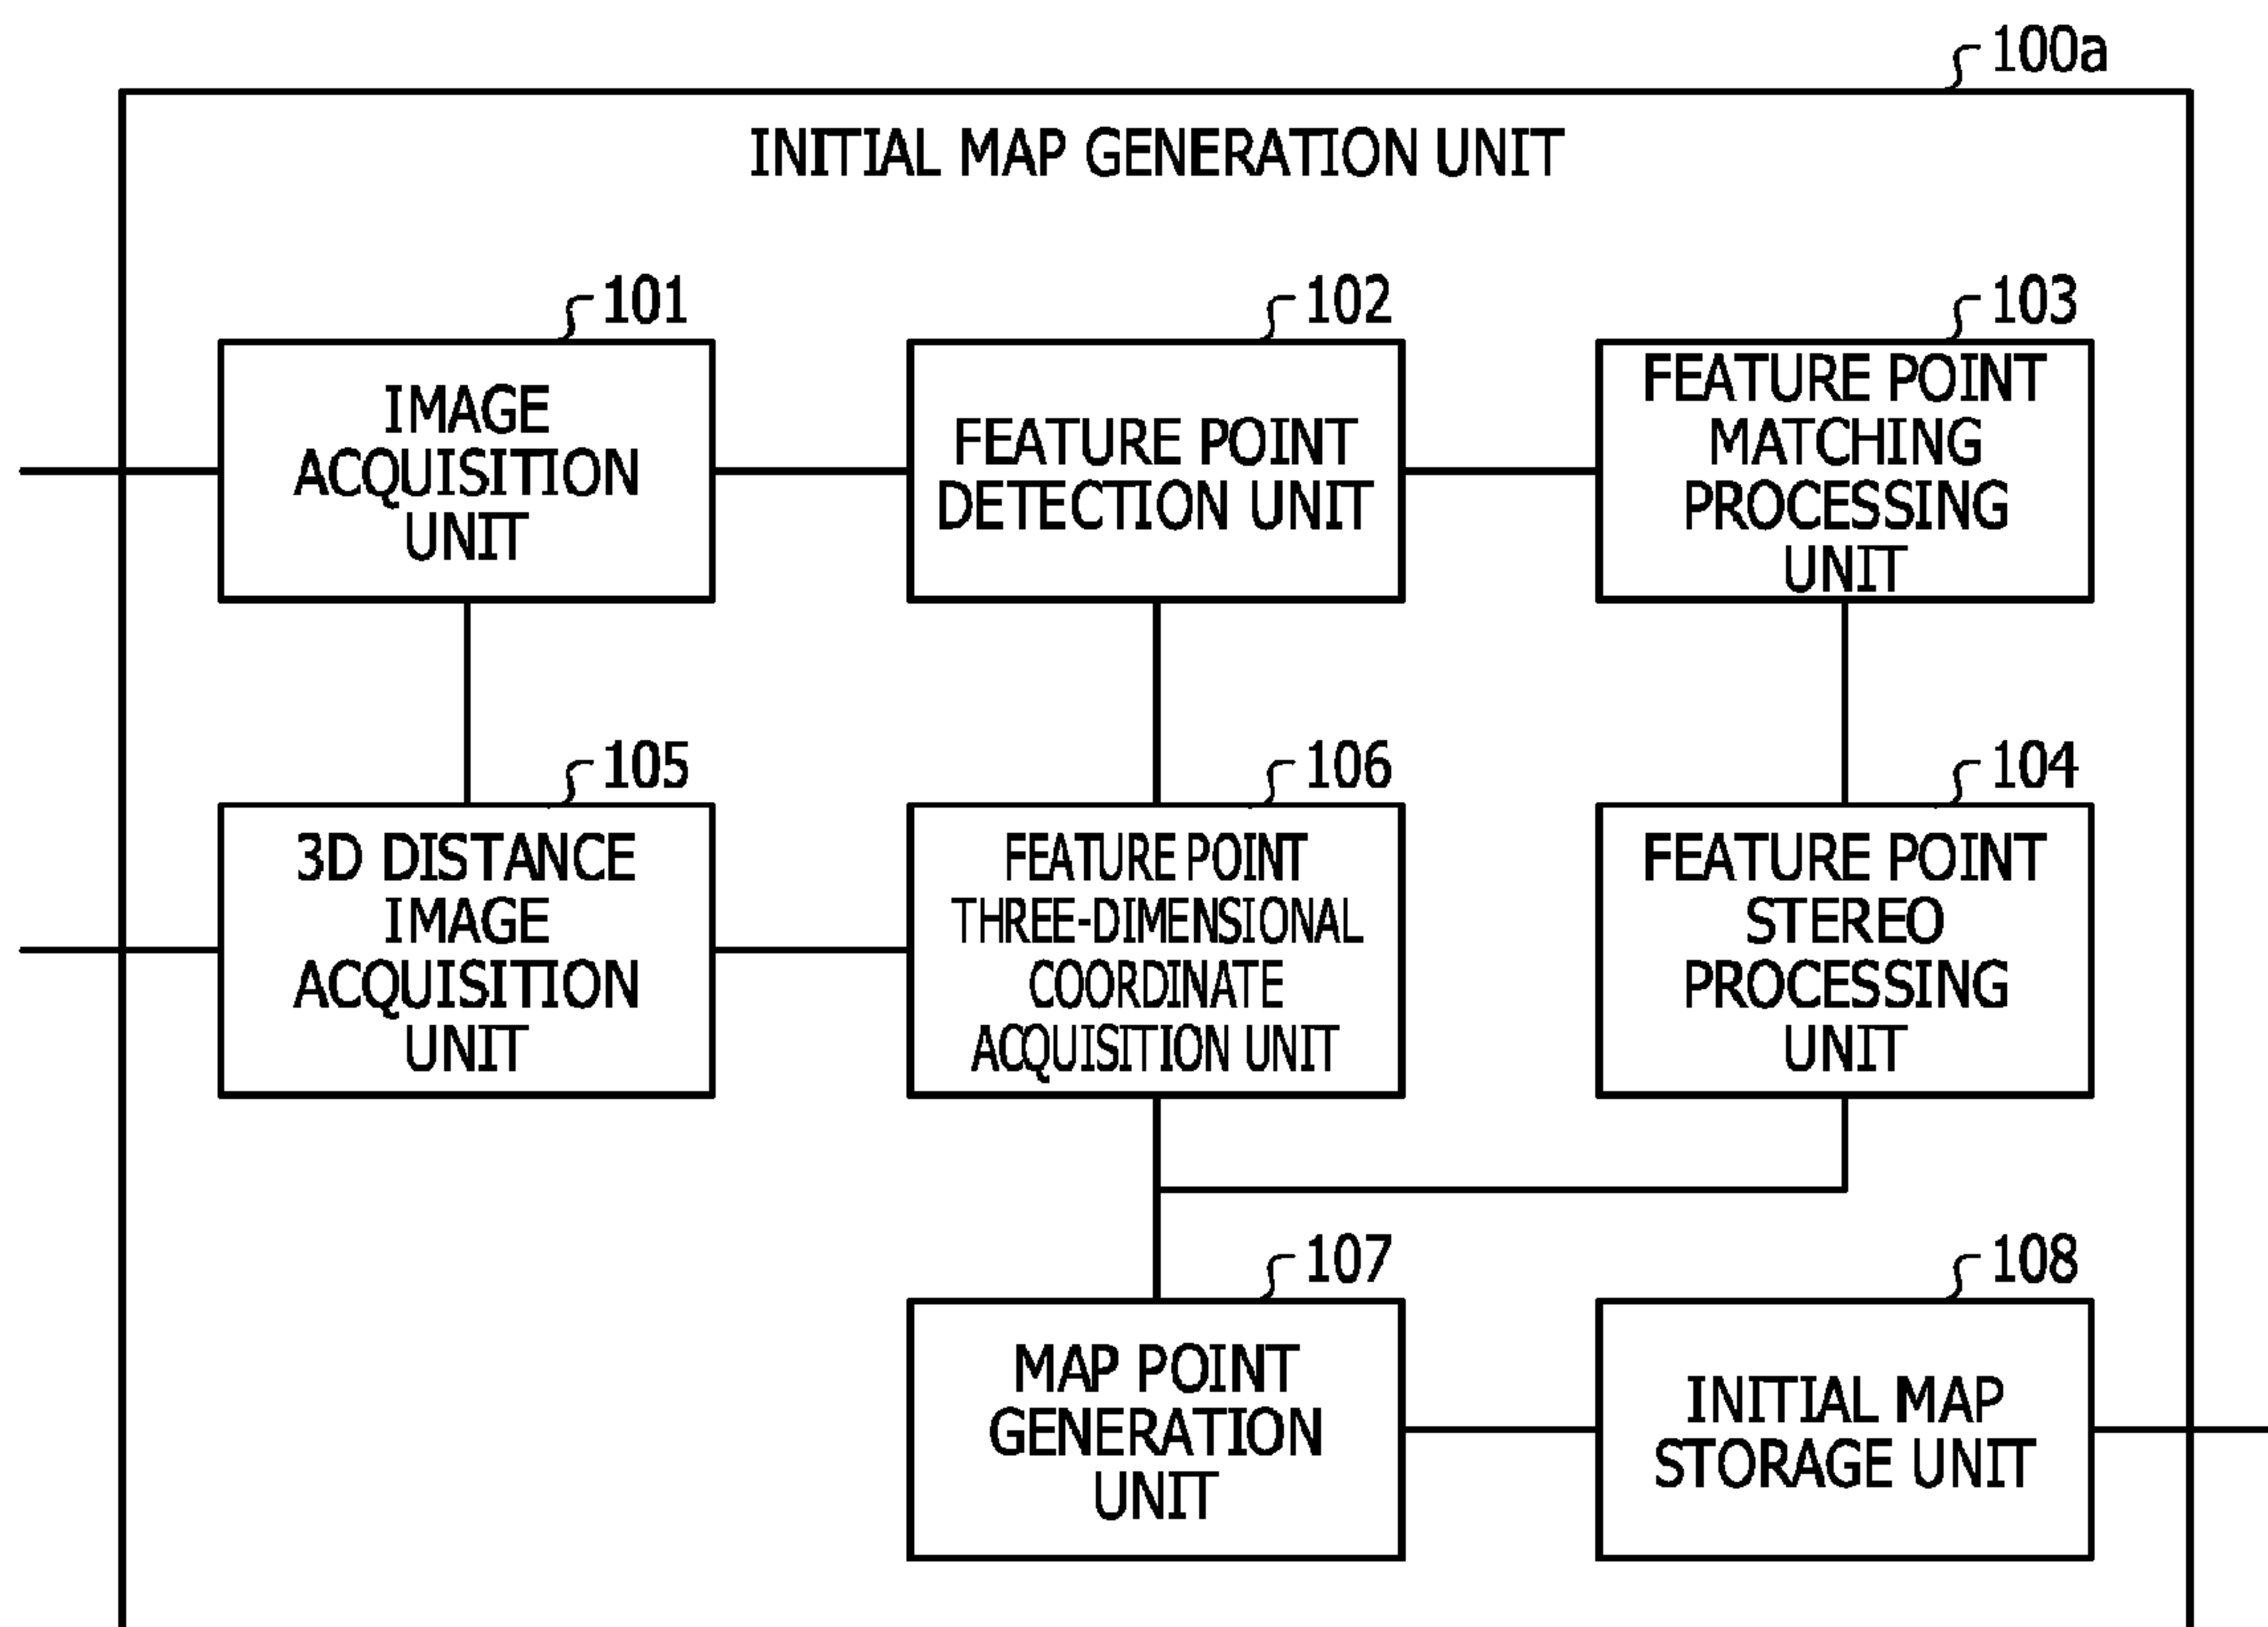 100a
INITIAL MAP GENERATION UNIT
101
IMAGE
ACQUISITION
UNIT
102
FEATURE POINT
DETECTION UNIT
103
FEATURE POINT
MATCHING
PROCESSING
UNIT
105
3D DISTANCE
IMAGE
ACQUISITION
UNIT
106
FEATURE POINT
THREE-DIMENSIONAL
COORDINATE
ACQUISITION UNIT
104
FEATURE POINT
STEREO
PROCESSING
UNIT
107
MAP POINT
GENERATION
UNIT
108
INITIAL MAP
STORAGE UNIT